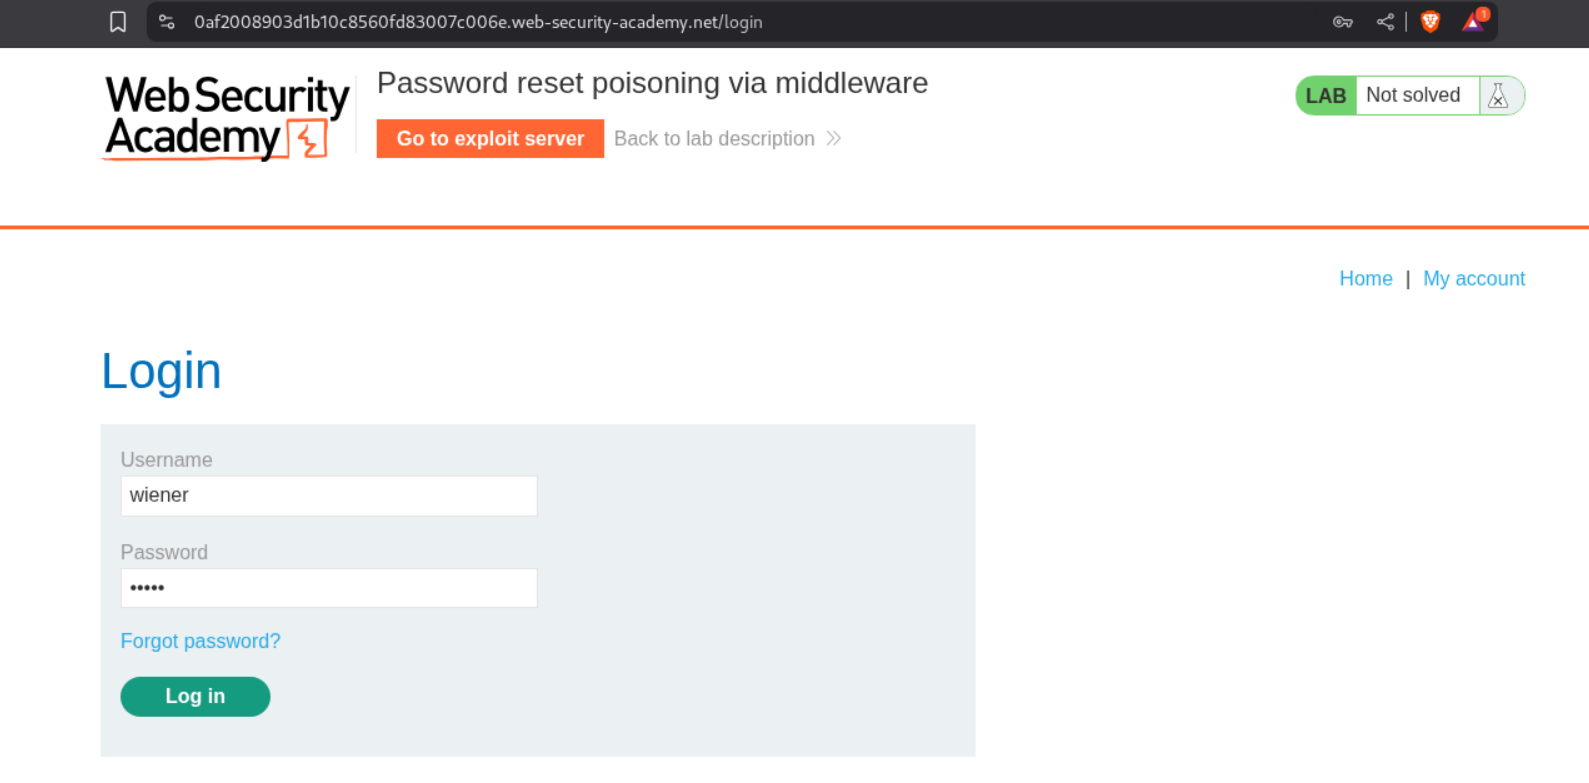 0af2008903d1b10c8560fd83007c006e.web-security-academy.net/login
1
Web Security
Academy
Password reset poisoning via middleware
Go to exploit server
Back to lab description
LAB
Not solved
Home | My account
Login
Username
wiener
Password
•••••
Forgot password?
Log in